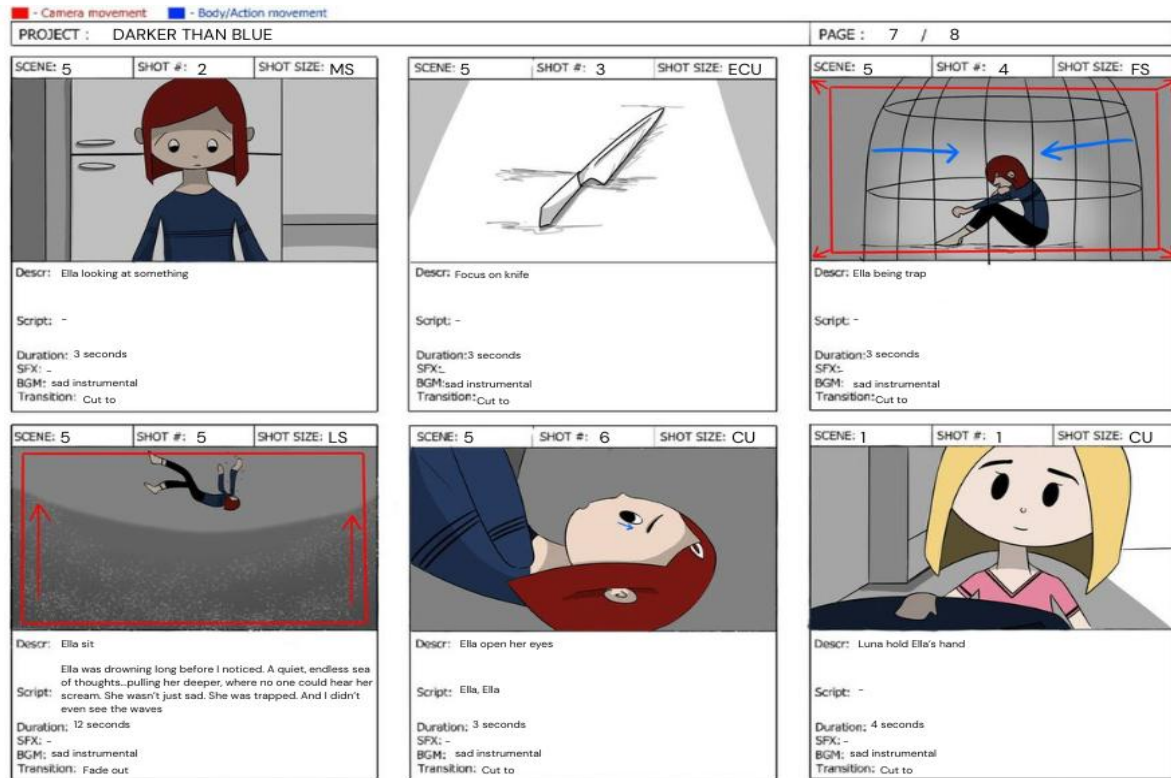 - Camera movement - Body/Action movement
PROJECT : DARKER THAN BLUE PAGE : 7 / 8
SCENE: 5 SHOT #: 2 SHOT SIZE: MS
Descr: Ella looking at something
Script: -
Duration: 3 seconds
SFX: -
BGM: sad instrumental
Transition: Cut to
SCENE: 5 SHOT #: 3 SHOT SIZE: ECU
Descr: Focus on knife
Script: -
Duration: 3 seconds
SFX: -
BGM: sad instrumental
Transition: Cut to
SCENE: 5 SHOT #: 4 SHOT SIZE: FS
Descr: Ella being trap
Script: -
Duration: 3 seconds
SFX: -
BGM: sad instrumental
Transition: Cut to
SCENE: 5 SHOT #: 5 SHOT SIZE: LS
Descr: Ella sit
Ella was drowning long before I noticed. A quiet, endless sea
of thoughts...pulling her deeper, where no one could hear her
Script: scream. She wasn't just sad. She was trapped. And I didn't
even see the waves
Duration: 12 seconds
SFX: -
BGM: sad instrumental
Transition: Fade out
SCENE: 5 SHOT #: 6 SHOT SIZE: CU
Descr: Ella open her eyes
Script: Ella, Ella
Duration: 3 seconds
SFX: -
BGM: sad instrumental
Transition: Cut to
SCENE: 1 SHOT #: 1 SHOT SIZE: CU
Descr: Luna hold Ella's hand
Script: -
Duration: 4 seconds
SFX: -
BGM: sad instrumental
Transition: Cut to